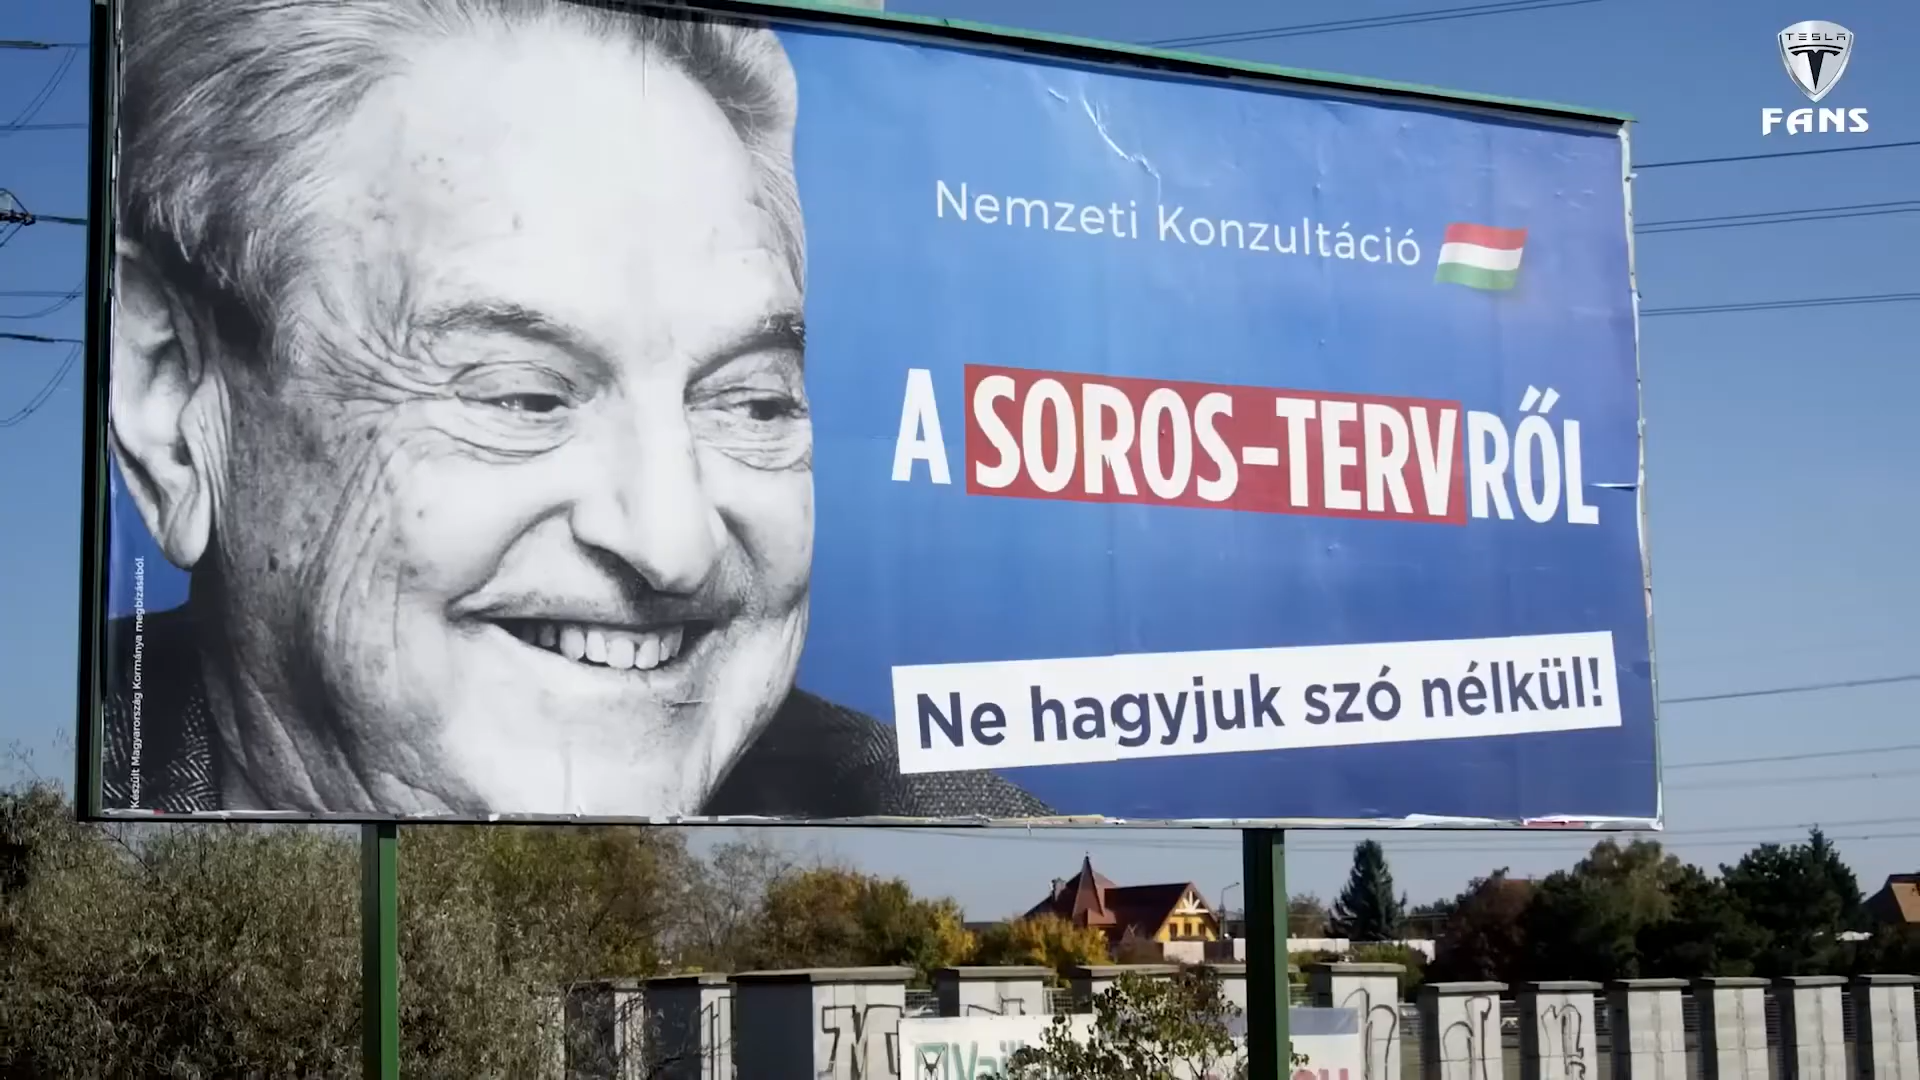 TESLA
FANS
Nemzeti Konzultáció
A SOROS-TERVRŐL
Ne hagyjuk szó nélkül!
Készült Magyarország Kormánya megbízásából.